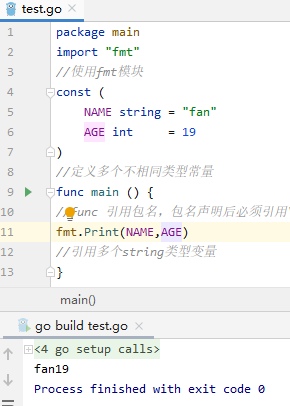 test.go
1 package main
2 import "fmt"
3 //使用fmt模块
4 const (
5 NAME string = "fan"
6 AGE int = 19
7 )
8 //定义多个不相同类型常量
9 func main () {
10 //func 引用包名，包名声明后必须引用
11 fmt.Print(NAME,AGE)
12 //引用多个string类型变量
13 }
main()
go build test.go
<4 go setup calls>
fan19
Process finished with exit code 0